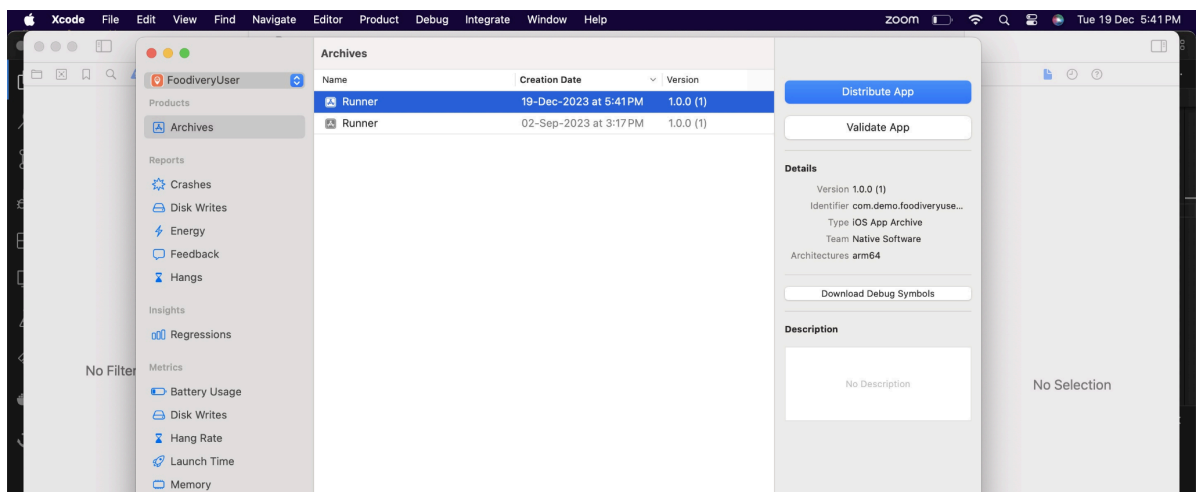 Xcode File Edit View Find Navigate Editor Product Debug Integrate Window Help zoom Tue 19 Dec 5:41 PM
FoodiveryUser
Products
Archives
Reports
Crashes
Disk Writes
Energy
Feedback
Hangs
Insights
Regressions
Metrics
Battery Usage
Disk Writes
Hang Rate
Launch Time
Memory
No Filter
Archives
Name Creation Date Version
Runner 19-Dec-2023 at 5:41 PM 1.0.0 (1)
Runner 02-Sep-2023 at 3:17 PM 1.0.0 (1)
Distribute App
Validate App
Details
Version 1.0.0 (1)
Identifier com.demo.foodiveryuse...
Type iOS App Archive
Team Native Software
Architectures arm64
Download Debug Symbols
Description
No Description
No Selection